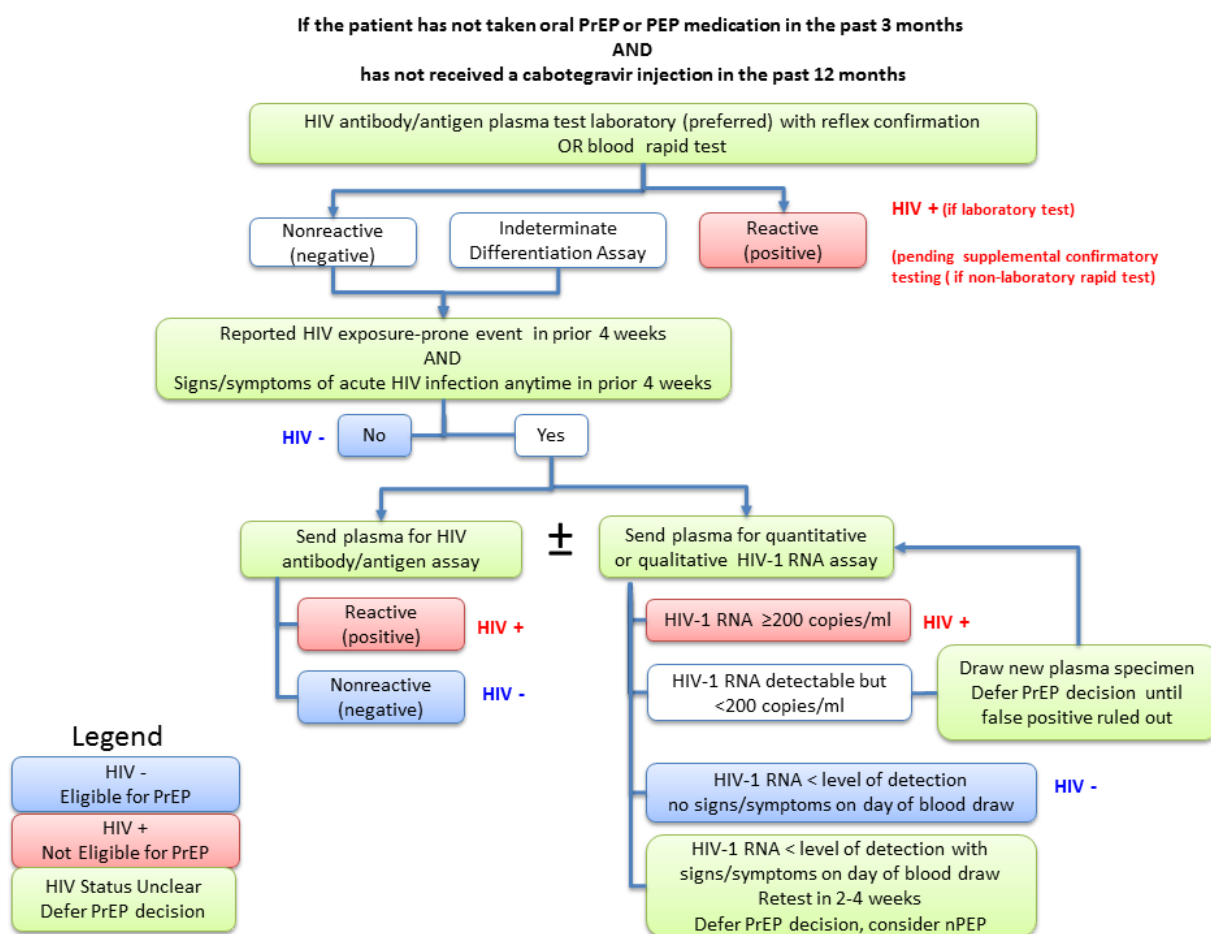 If the patient has not taken oral PrEP or PEP medication in the past 3 months
AND
has not received a cabotegravir injection in the past 12 months
HIV antibody/antigen plasma test laboratory (preferred) with reflex confirmation
OR blood rapid test
Nonreactive
(negative)
Indeterminate
Differentiation Assay
Reactive
(positive)
HIV + (if laboratory test)
(pending supplemental confirmatory
testing ( if non-laboratory rapid test)
Reported HIV exposure-prone event in prior 4 weeks
AND
Signs/symptoms of acute HIV infection anytime in prior 4 weeks
HIV -
No
Yes
Send plasma for HIV
antibody/antigen assay
±
Send plasma for quantitative
or qualitative HIV-1 RNA assay
Reactive
(positive)
HIV +
Nonreactive
(negative)
HIV -
HIV-1 RNA ≥200 copies/ml
HIV +
HIV-1 RNA detectable but
<200 copies/ml
Draw new plasma specimen
Defer PrEP decision until
false positive ruled out
HIV-1 RNA < level of detection
no signs/symptoms on day of blood draw
HIV -
HIV-1 RNA < level of detection with
signs/symptoms on day of blood draw
Retest in 2-4 weeks
Defer PrEP decision, consider nPEP
Legend
HIV -
Eligible for PrEP
HIV +
Not Eligible for PrEP
HIV Status Unclear
Defer PrEP decision